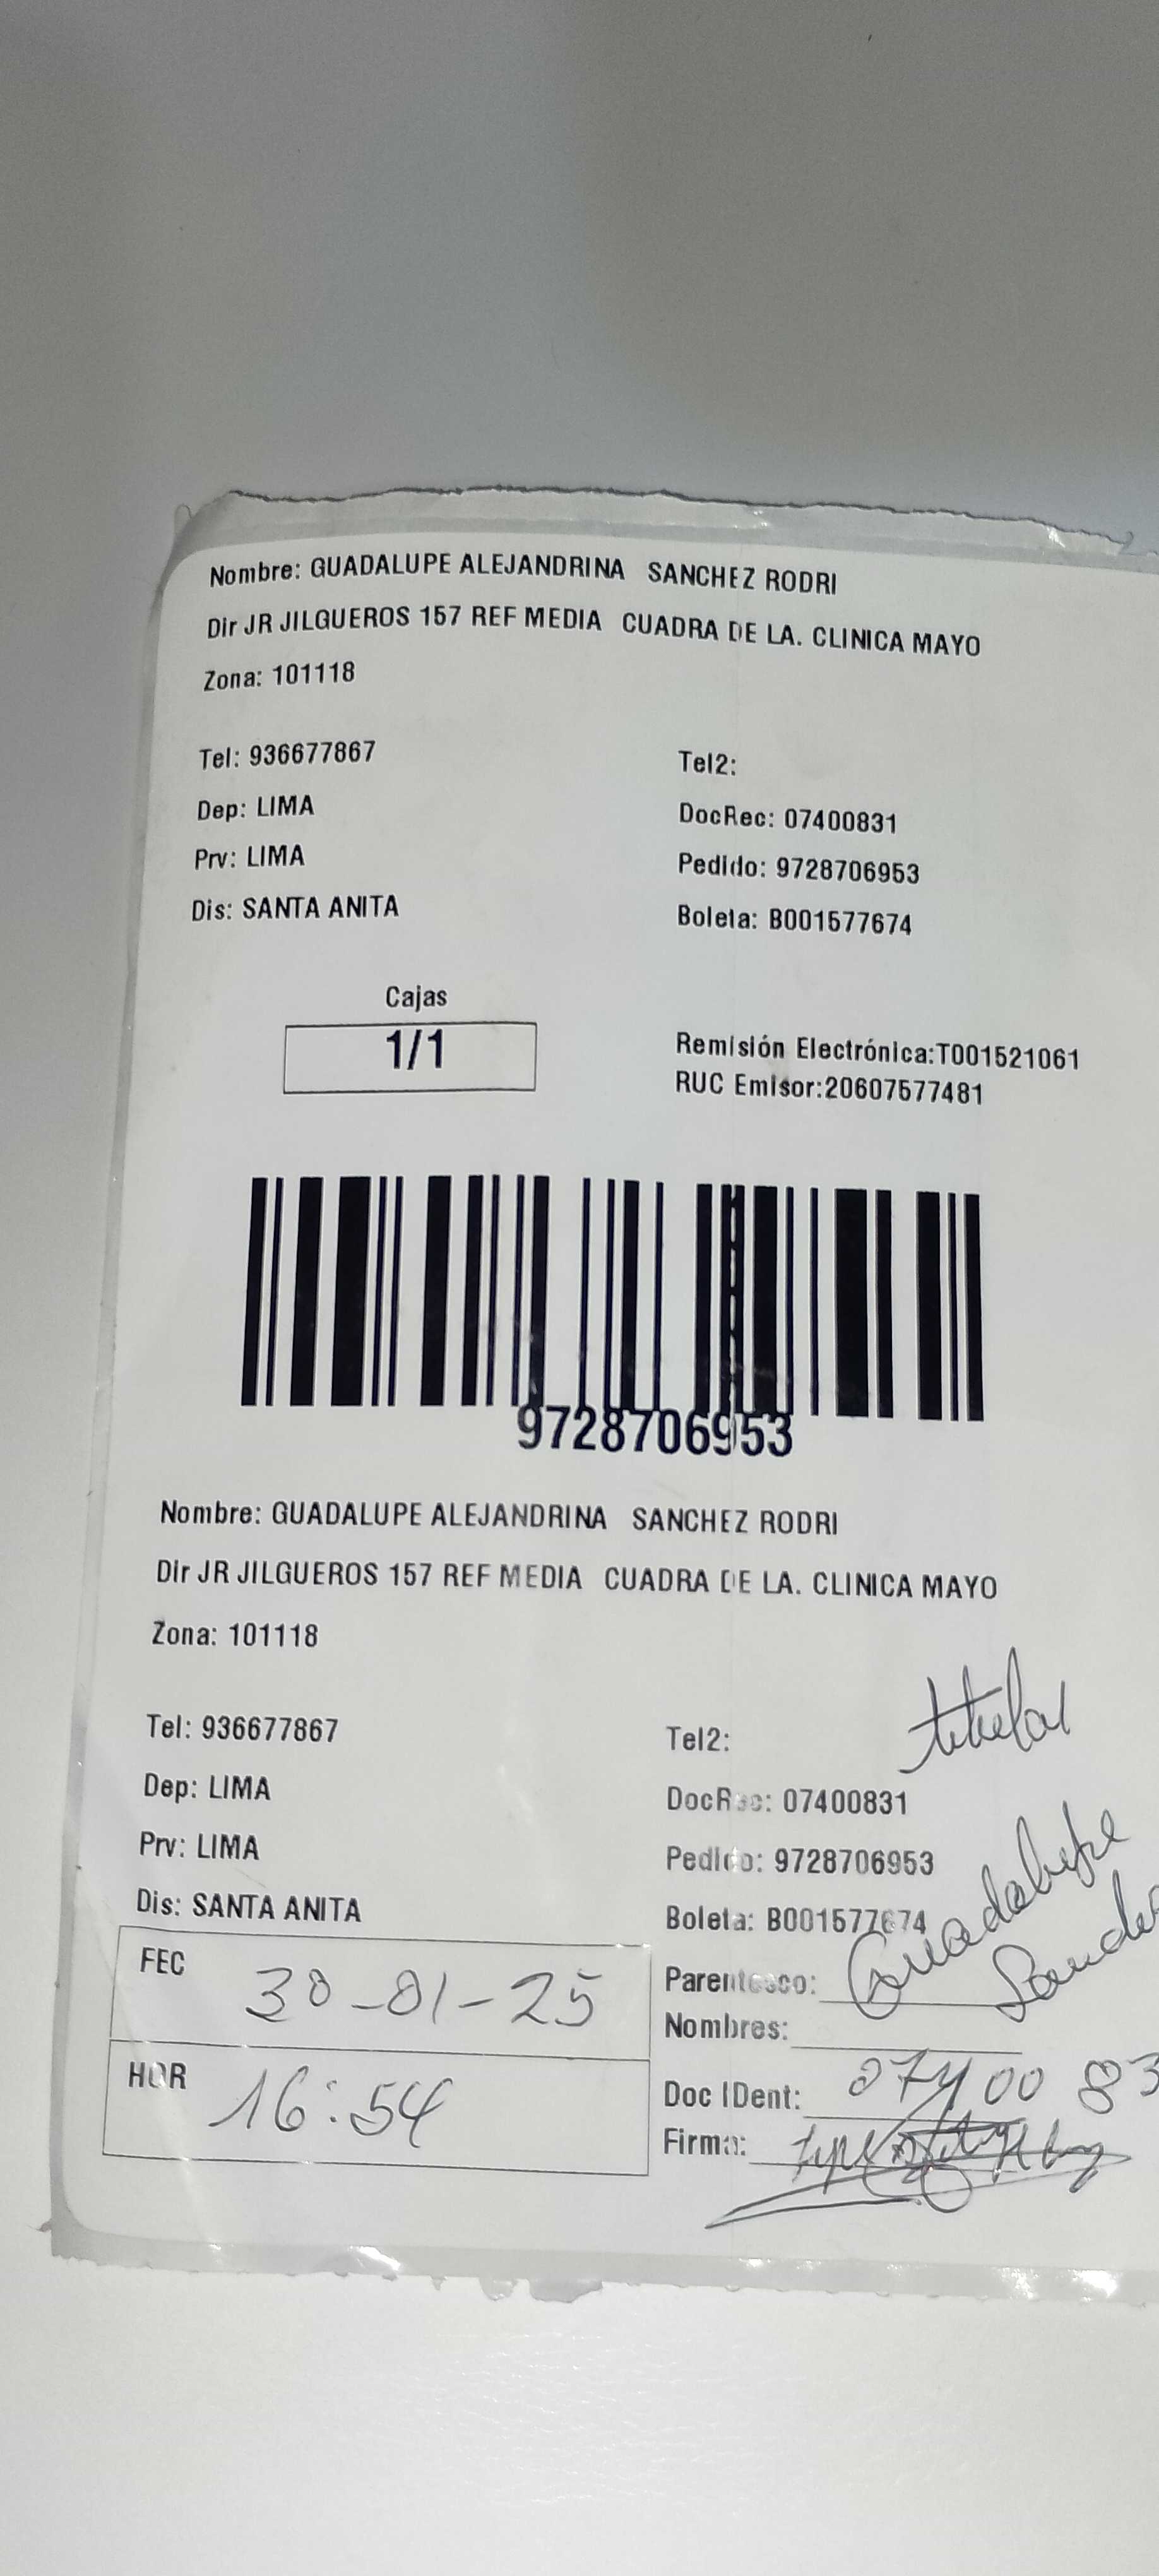 Nombre: GUADALUPE ALEJANDRINA SANCHEZ RODRI
Dir JR JILGUEROS 157 REF MEDIA CUADRA DE LA. CLINICA MAYO
Zona: 101118
Tel: 936677867 Tel2:
Dep: LIMA DocRec: 07400831
Prv: LIMA Pedido: 9728706953
Dis: SANTA ANITA Boleta: B001577674
Cajas
1/1
Remisión Electrónica:T001521061
RUC Emisor:20607577481
9728706953
Nombre: GUADALUPE ALEJANDRINA SANCHEZ RODRI
Dir JR JILGUEROS 157 REF MEDIA CUADRA DE LA. CLINICA MAYO
Zona: 101118
titular
Tel: 936677867 Tel2:
Dep: LIMA DocRec: 07400831
Prv: LIMA Pedido: 9728706953
Dis: SANTA ANITA Boleta: B001577674
FEC 30-01-25
Parentesco: Guadalupe
Nombres:
HOR 16:54
Doc IDent: 07400 83
Firma: